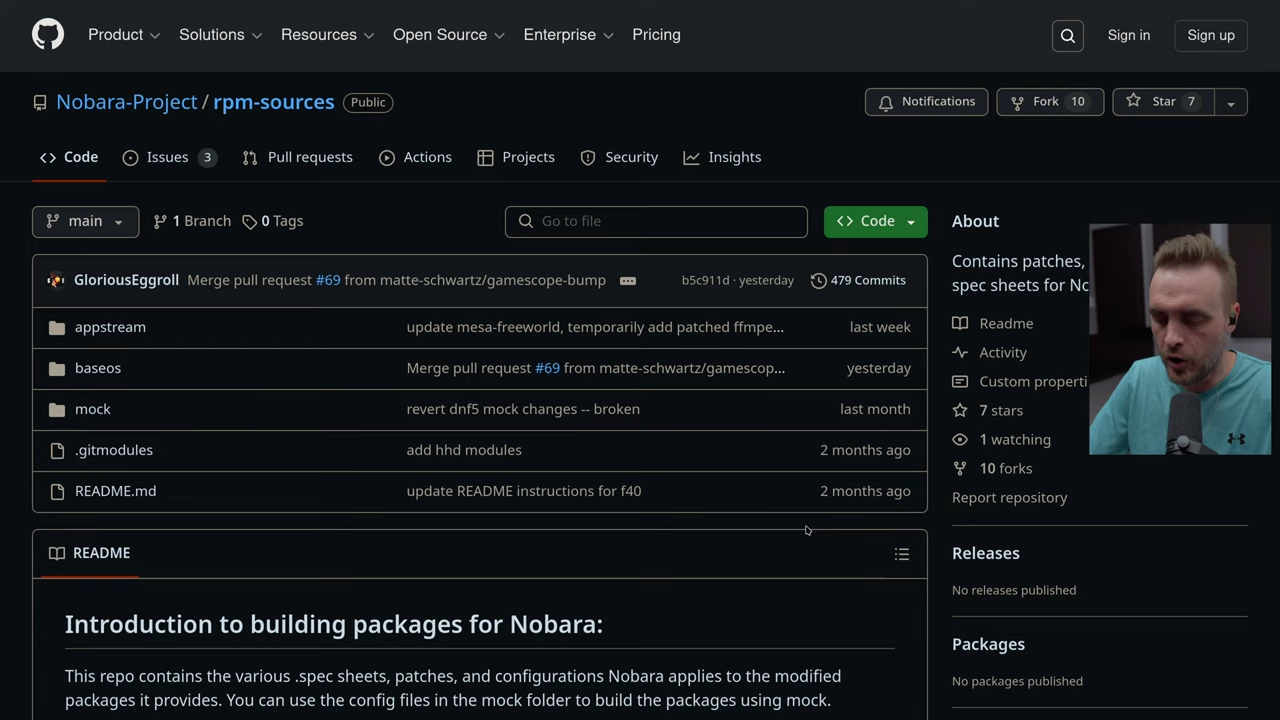 Product Solutions Resources Open Source Enterprise Pricing Sign in Sign up
Nobara-Project / rpm-sources Public Notifications Fork 10 Star 7
Code Issues 3 Pull requests Actions Projects Security Insights
main 1 Branch 0 Tags Go to file Code
About
GloriousEggroll Merge pull request #69 from matte-schwartz/gamescope-bump b5c911d · yesterday 479 Commits
Contains patches,
spec sheets for No
appstream update mesa-freeworld, temporarily add patched ffmpe... last week
Readme
Activity
baseos Merge pull request #69 from matte-schwartz/gamescop... yesterday
Custom properti
mock revert dnf5 mock changes -- broken last month
7 stars
.gitmodules add hhd modules 2 months ago
1 watching
10 forks
README.md update README instructions for f40 2 months ago
Report repository
README
Releases
No releases published
Introduction to building packages for Nobara:
Packages
This repo contains the various .spec sheets, patches, and configurations Nobara applies to the modified
No packages published
packages it provides. You can use the config files in the mock folder to build the packages using mock.